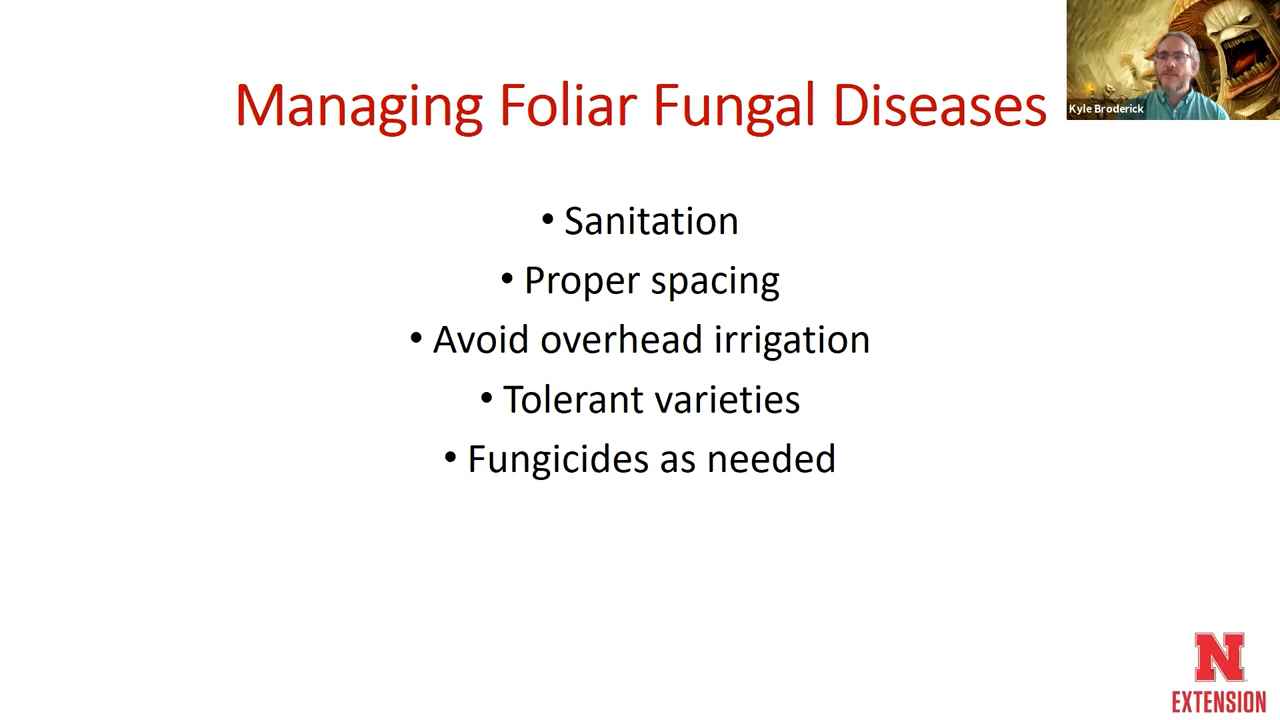 Managing Foliar Fungal Diseases
Kyle Broderick
• Sanitation
• Proper spacing
• Avoid overhead irrigation
• Tolerant varieties
• Fungicides as needed
N
EXTENSION